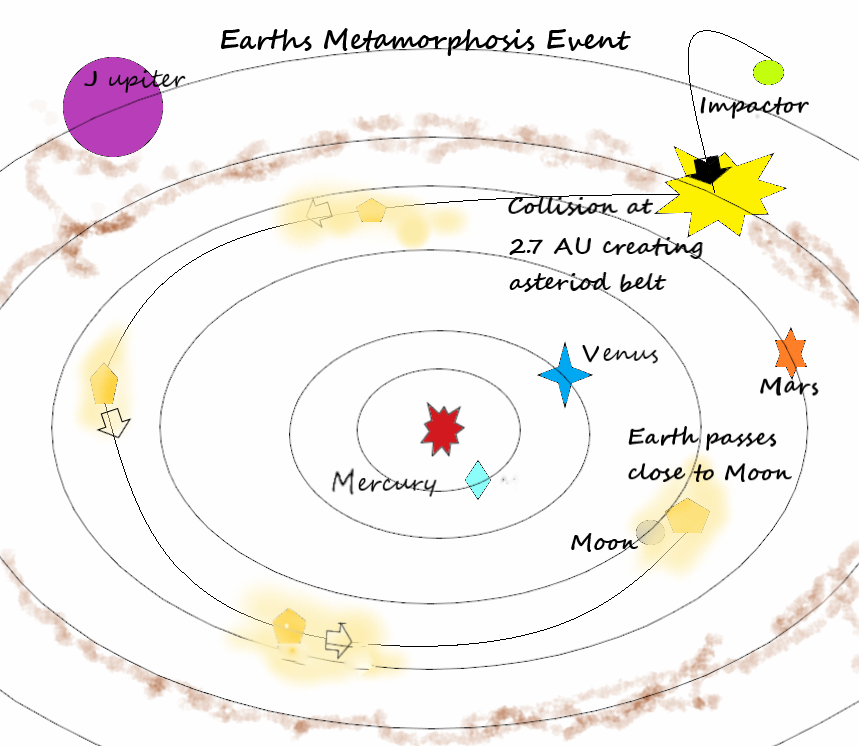 Earths Metamorphosis Event
J upiter
Impactor
Collision at
2.7 AU creating
asteriod belt
Venus
Mars
Earth passes
close to Moon
Mercury
Moon